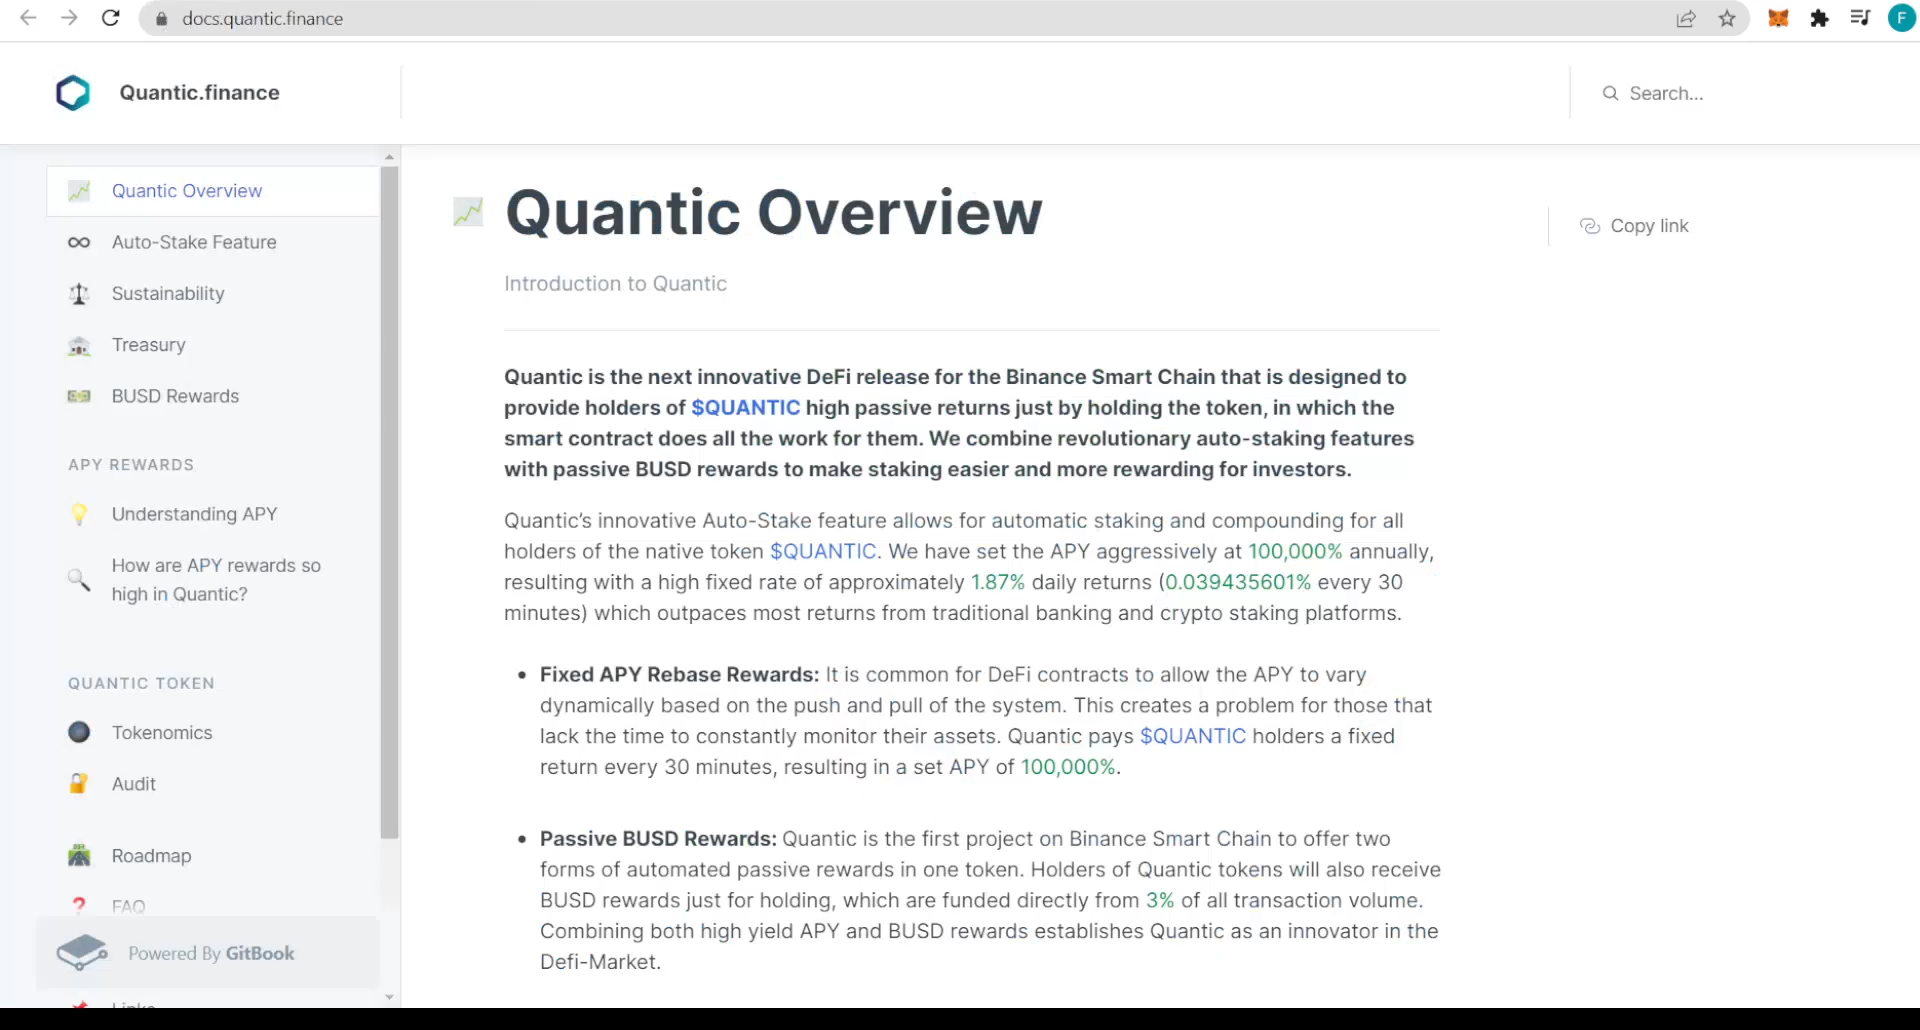 docs.quantic.finance
F
Quantic.finance
Search...
Quantic Overview
Auto-Stake Feature
Sustainability
Treasury
BUSD Rewards
APY REWARDS
Understanding APY
How are APY rewards so
high in Quantic?
QUANTIC TOKEN
Tokenomics
Audit
Roadmap
FAQ
Powered By GitBook
Links
Quantic Overview
Copy link
Introduction to Quantic
Quantic is the next innovative DeFi release for the Binance Smart Chain that is designed to
provide holders of $QUANTIC high passive returns just by holding the token, in which the
smart contract does all the work for them. We combine revolutionary auto-staking features
with passive BUSD rewards to make staking easier and more rewarding for investors.
Quantic’s innovative Auto-Stake feature allows for automatic staking and compounding for all
holders of the native token $QUANTIC. We have set the APY aggressively at 100,000% annually,
resulting with a high fixed rate of approximately 1.87% daily returns (0.039435601% every 30
minutes) which outpaces most returns from traditional banking and crypto staking platforms.
• Fixed APY Rebase Rewards: It is common for DeFi contracts to allow the APY to vary
dynamically based on the push and pull of the system. This creates a problem for those that
lack the time to constantly monitor their assets. Quantic pays $QUANTIC holders a fixed
return every 30 minutes, resulting in a set APY of 100,000%.
• Passive BUSD Rewards: Quantic is the first project on Binance Smart Chain to offer two
forms of automated passive rewards in one token. Holders of Quantic tokens will also receive
BUSD rewards just for holding, which are funded directly from 3% of all transaction volume.
Combining both high yield APY and BUSD rewards establishes Quantic as an innovator in the
Defi-Market.